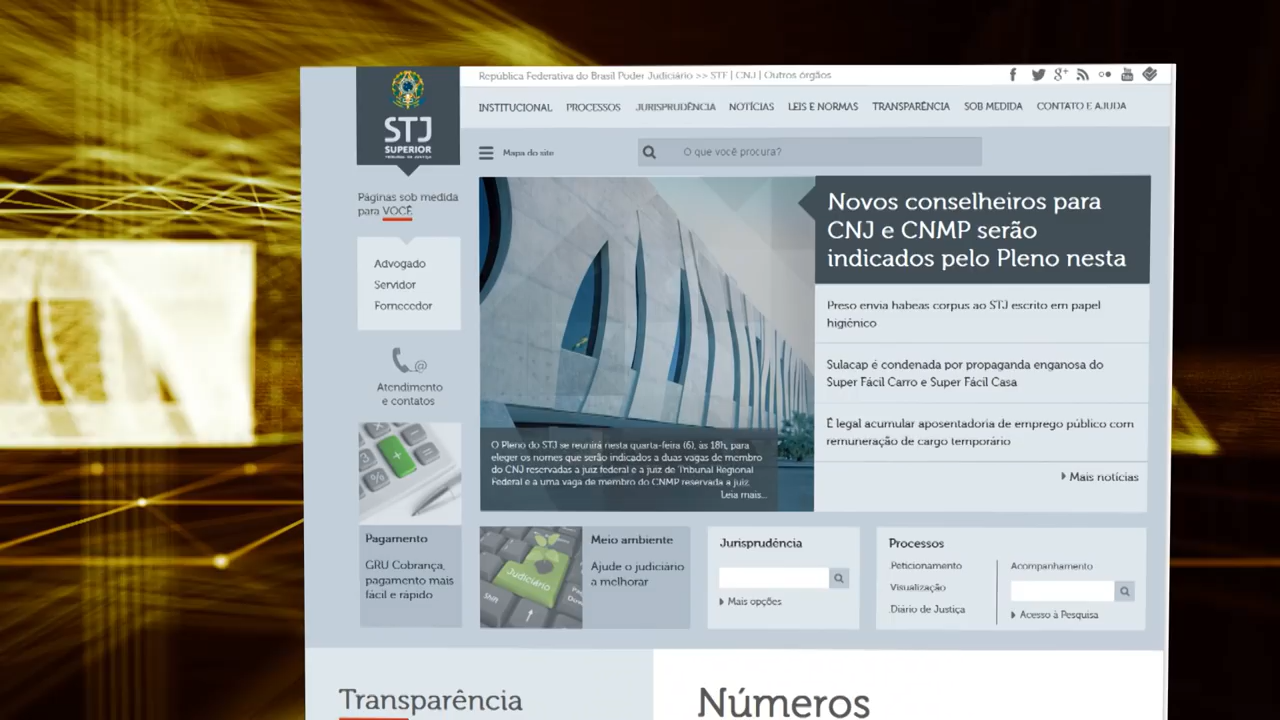 República Federativa do Brasil Poder Judiciário >> STF | CNJ | Outros órgãos
STJ
SUPERIOR
TRIBUNAL DA JUSTIÇA
INSTITUCIONAL PROCESSOS JURISPRUDÊNCIA NOTÍCIAS LEIS E NORMAS TRANSPARÊNCIA SOB MEDIDA CONTATO E AJUDA
Mapa do site
O que você procura?
Páginas sob medida
para VOCÊ
Advogado
Servidor
Fornecedor
Atendimento
e contatos
Novos conselheiros para
CNJ e CNMP serão
indicados pelo Pleno nesta
Preso envia habeas corpus ao STJ escrito em papel
higiênico
Sulacap é condenada por propaganda enganosa do
Super Fácil Carro e Super Fácil Casa
É legal acumular aposentadoria de emprego público com
remuneração de cargo temporário
Mais notícias
O Pleno do STJ se reunirá nesta quarta-feira (6), às 18h, para
eleger os nomes que serão indicados a duas vagas de membro
do CNJ reservadas a juiz federal e a juiz de Tribunal Regional
Federal e a uma vaga de membro do CNMP reservada a juiz.
Leia mais...
Pagamento
GRU Cobrança,
pagamento mais
fácil e rápido
Judiciário
Shift
Meio ambiente
Ajude o judiciário
a melhorar
Jurisprudência
Mais opções
Processos
Peticionamento
Visualização
Diário de Justiça
Acompanhamento
Acesso à Pesquisa
Transparência
Números